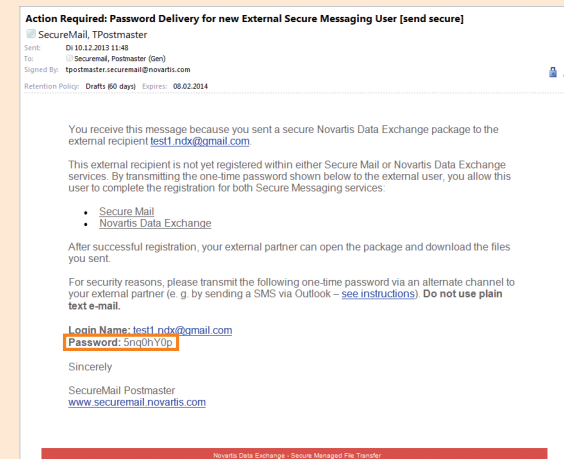 Action Required: Password Delivery for new External Secure Messaging User [send secure]
SecureMail, TPostmaster
Sent: Di 10.12.2013 11:48
To: Securemail, Postmaster (Gen)
Signed By: tpostmaster.securemail@novartis.com
Retention Policy: Drafts (60 days) Expires: 08.02.2014
You receive this message because you sent a secure Novartis Data Exchange package to the
external recipient test1.ndx@gmail.com.
This external recipient is not yet registered within either Secure Mail or Novartis Data Exchange
services. By transmitting the one-time password shown below to the external user, you allow this
user to complete the registration for both Secure Messaging services:
• Secure Mail
• Novartis Data Exchange
After successful registration, your external partner can open the package and download the files
you sent.
For security reasons, please transmit the following one-time password via an alternate channel to
your external partner (e. g. by sending a SMS via Outlook – see instructions). Do not use plain
text e-mail.
Login Name: test1.ndx@gmail.com
Password: 5nq0hY0p
Sincerely
SecureMail Postmaster
www.securemail.novartis.com
Novartis Data Exchange - Secure Managed File Transfer